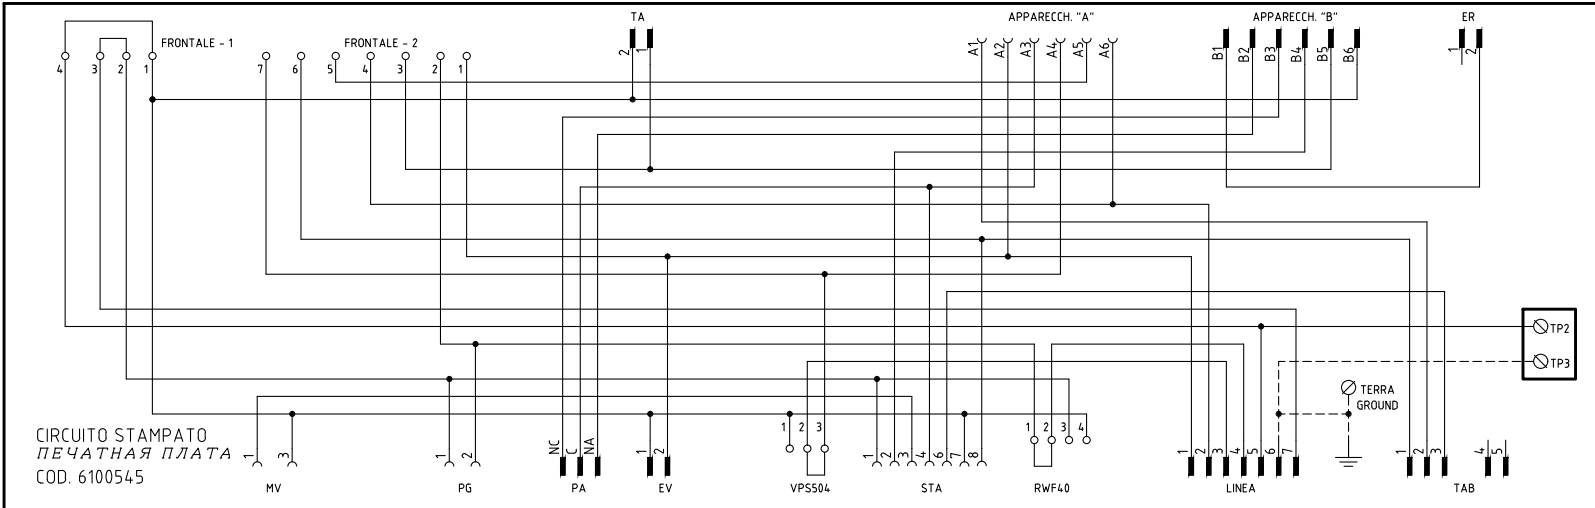 TA
APPARECCH. "A"
APPARECCH. "B"
ER
FRONTALE - 1
FRONTALE - 2
4 3 2 1
7 6 5 4 3 2 1
2 1
A1 A2 A3 A4 A5 A6
B1 B2 B3 B4 B5 B6
1 2
TP2
TP3
TERRA
GROUND
CIRCUITO STAMPATO
ПЕЧАТНАЯ ПЛАТА
COD. 6100545
1 3
1 2
NC C NA
1 2
1 2 3
1 2 3 4 6 7 5 8
1 2 3 4
1 2 3 4 5 6 7
1 2 3 4 5
MV
PG
PA
EV
VPS504
STA
RWF40
LINEA
TAB